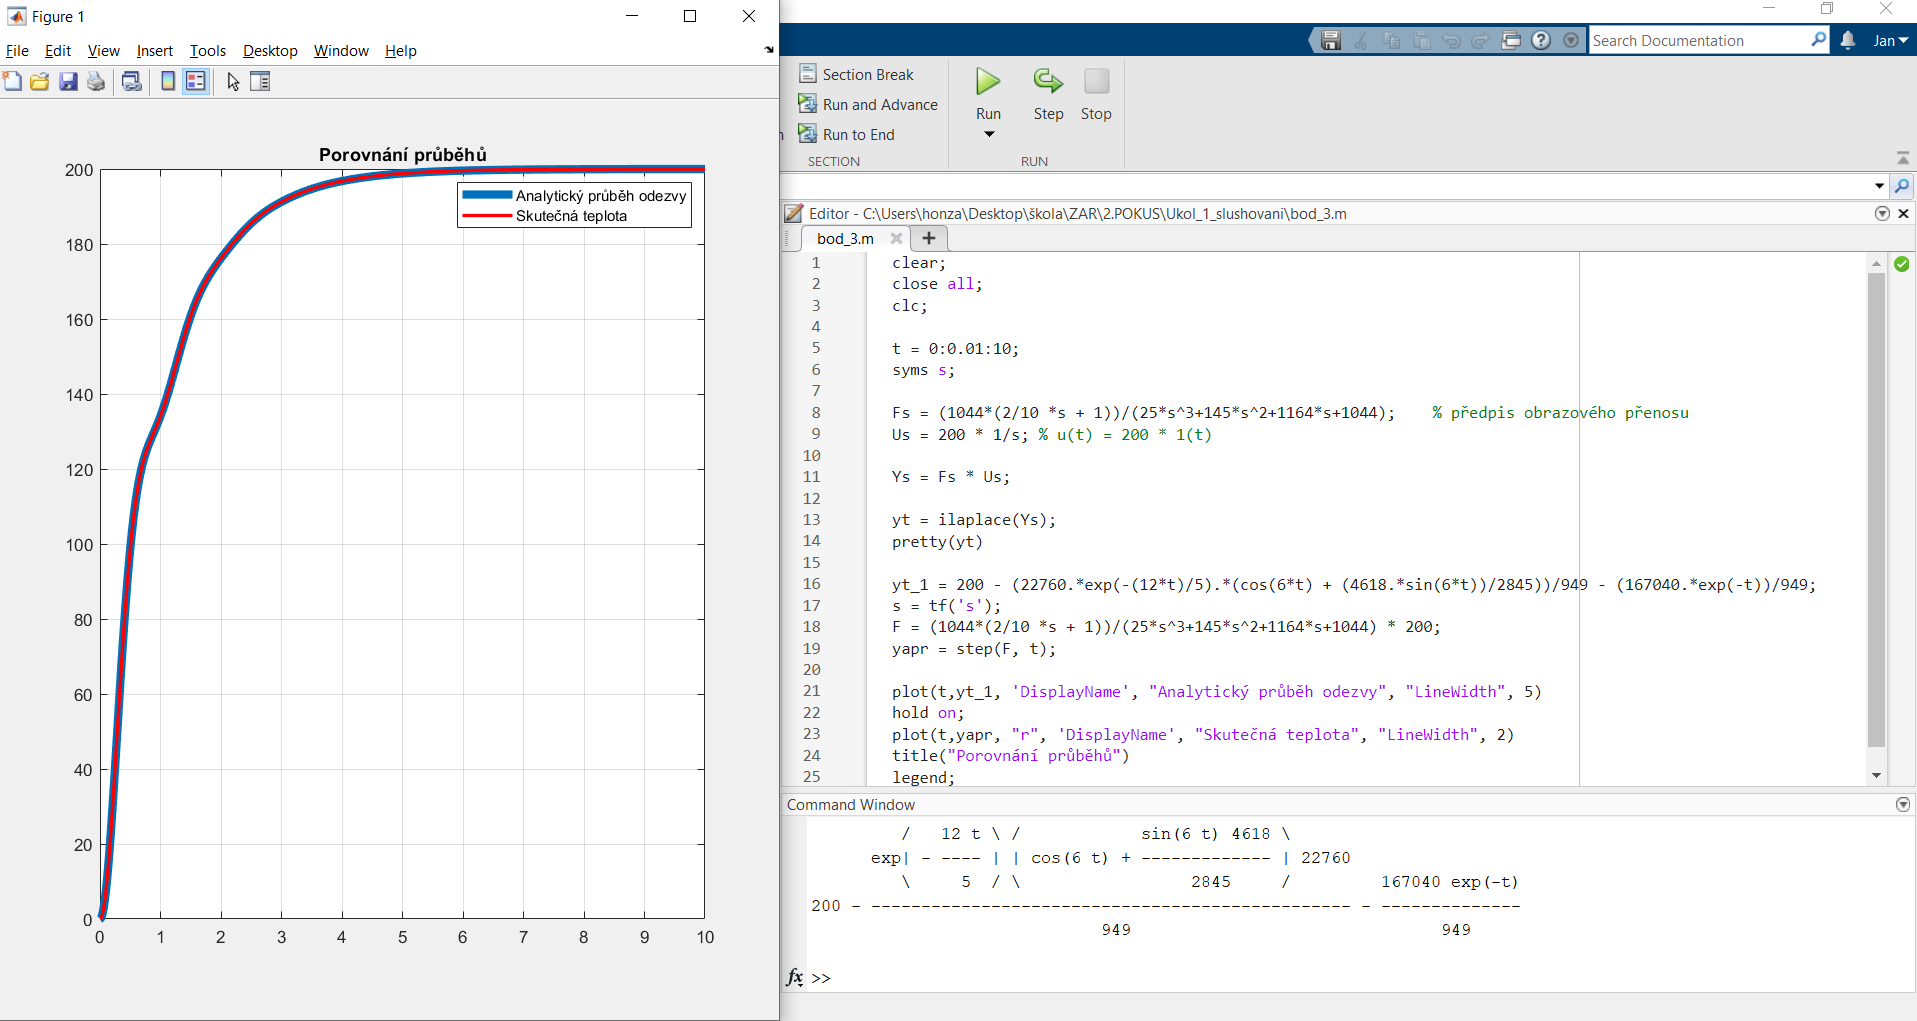 Figure 1
File Edit View Insert Tools Desktop Window Help
Porovnání průběhů
Analytický průběh odezvy
Skutečná teplota
200
180
160
140
120
100
80
60
40
20
0
0 1 2 3 4 5 6 7 8 9 10
Search Documentation
Jan
Section Break
Run and Advance
Run to End
SECTION
Run
Step
Stop
RUN
Editor - C:\Users\honza\Desktop\škola\ZAR\2.POKUS\Ukol_1_slushovani\bod_3.m
bod_3.m
1 clear;
2 close all;
3 clc;
4
5 t = 0:0.01:10;
6 syms s;
7
8 Fs = (1044*(2/10 *s + 1))/(25*s^3+145*s^2+1164*s+1044); % předpis obrazového přenosu
9 Us = 200 * 1/s; % u(t) = 200 * 1(t)
10
11 Ys = Fs * Us;
12
13 yt = ilaplace(Ys);
14 pretty(yt)
15
16 yt_1 = 200 - (22760.*exp(-(12*t)/5).*(cos(6*t) + (4618.*sin(6*t))/2845))/949 - (167040.*exp(-t))/949;
17 s = tf('s');
18 F = (1044*(2/10 *s + 1))/(25*s^3+145*s^2+1164*s+1044) * 200;
19 yapr = step(F, t);
20
21 plot(t,yt_1, 'DisplayName', "Analytický průběh odezvy", "LineWidth", 5)
22 hold on;
23 plot(t,yapr, "r", 'DisplayName', "Skutečná teplota", "LineWidth", 2)
24 title("Porovnání průběhů")
25 legend;
Command Window
/ 12 t \ / sin(6 t) 4618 \
exp| - ---- | | cos(6 t) + ------------- | 22760
\ 5 / \ 2845 / 167040 exp(-t)
200 - ------------------------------------------------ - --------------
949 949
fx >>